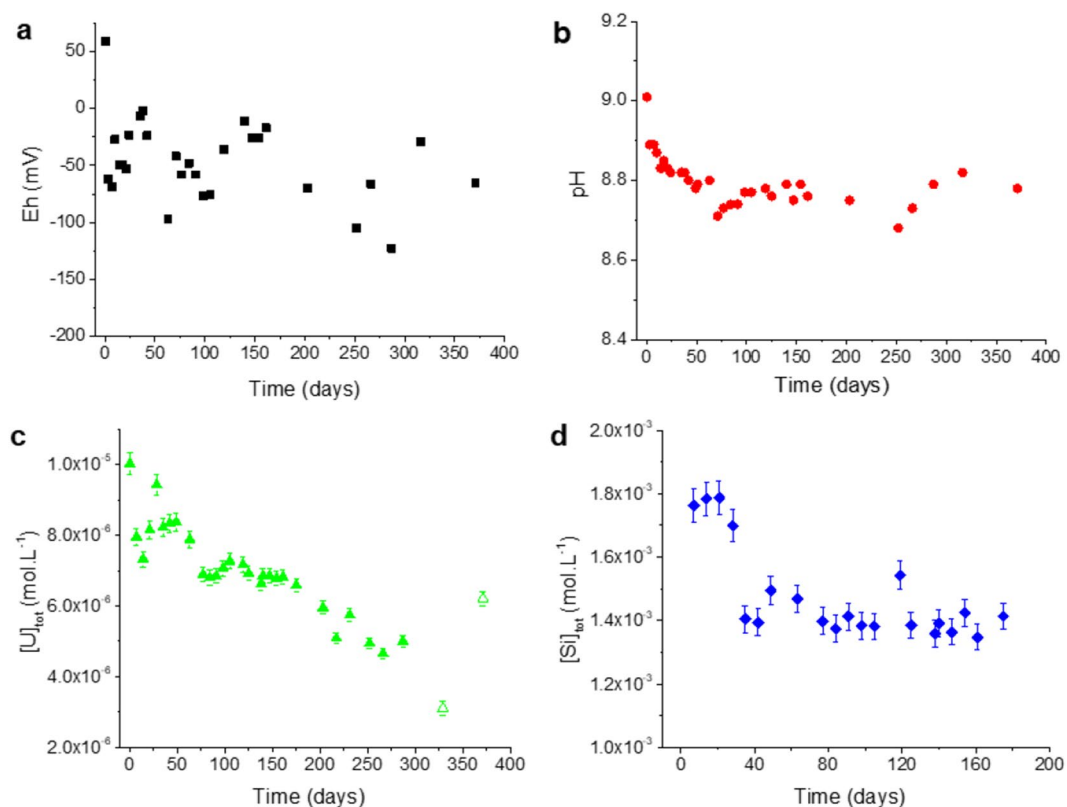 a
Eh (mV)
50
0
-50
-100
-150
-200
0 50 100 150 200 250 300 350 400
Time (days)
b
pH
9.2
9.0
8.8
8.6
8.4
0 50 100 150 200 250 300 350 400
Time (days)
c
[U]tot (mol.L-1)
1.0x10-5
8.0x10-6
6.0x10-6
4.0x10-6
2.0x10-6
0 50 100 150 200 250 300 350 400
Time (days)
d
[Si]tot (mol.L-1)
2.0x10-3
1.8x10-3
1.6x10-3
1.4x10-3
1.2x10-3
1.0x10-3
0 40 80 120 160 200
Time (days)